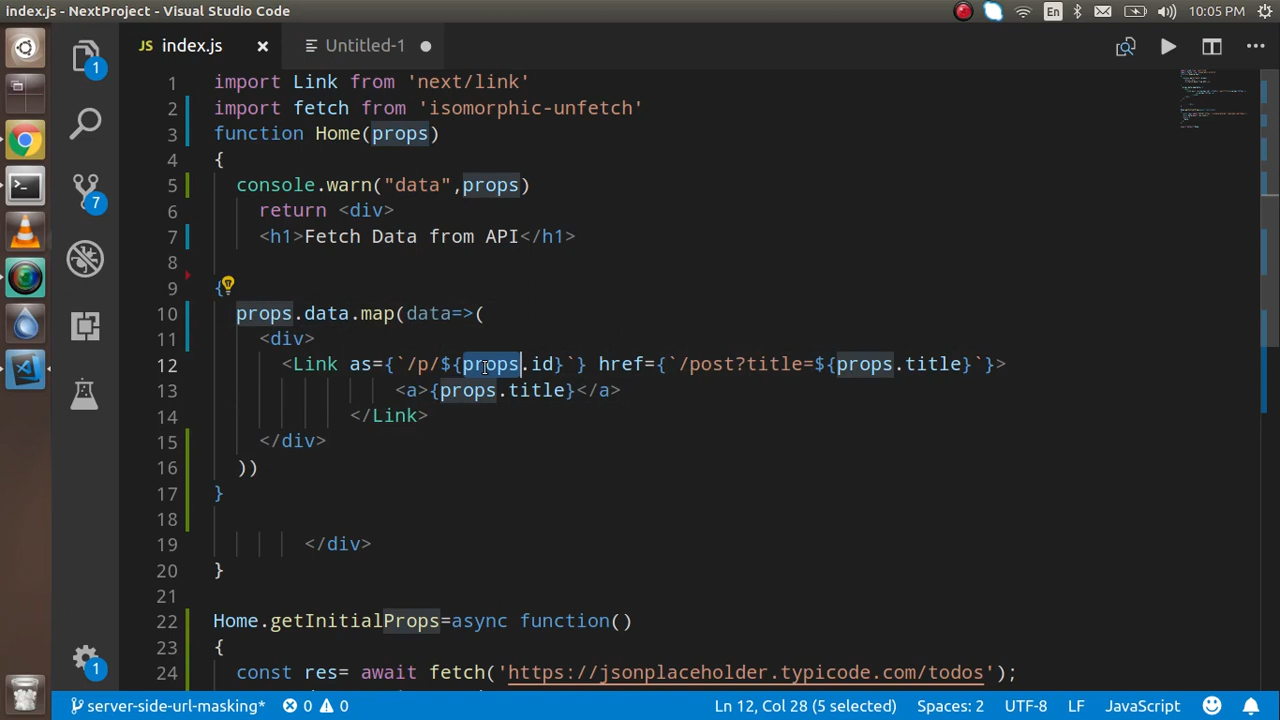 index.js - NextProject - Visual Studio Code
En
10:05 PM
JS index.js
Untitled-1
1
7
1
1 import Link from 'next/link'
2 import fetch from 'isomorphic-unfetch'
3 function Home(props)
4 {
5 console.warn("data",props)
6 return <div>
7 <h1>Fetch Data from API</h1>
8
9 {
10 props.data.map(data=>(
11 <div>
12 <Link as={`/p/${props.id}`} href={`/post?title=${props.title}`}>
13 <a>{props.title}</a>
14 </Link>
15 </div>
16 ))
17 }
18
19 </div>
20 }
21
22 Home.getInitialProps=async function()
23 {
24 const res= await fetch('https://jsonplaceholder.typicode.com/todos');
server-side-url-masking* 0 0 Ln 12, Col 28 (5 selected) Spaces: 2 UTF-8 LF JavaScript